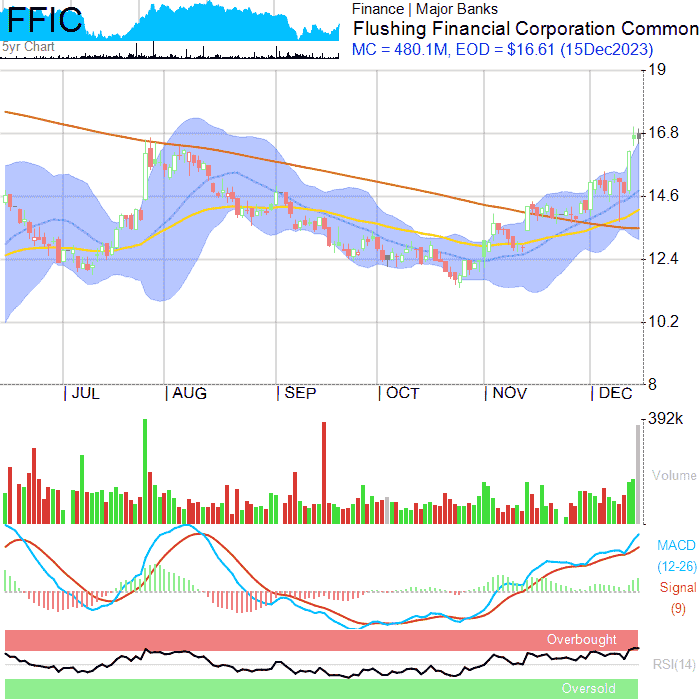 FFIC
5yr Chart
Finance | Major Banks
Flushing Financial Corporation Common
MC = 480.1M, EOD = $16.61 (15Dec2023)
19
16.8
14.6
12.4
10.2
8
JUL AUG SEP OCT NOV DEC
392k
Volume
MACD
(12-26)
Signal
(9)
Overbought
RSI(14)
Oversold